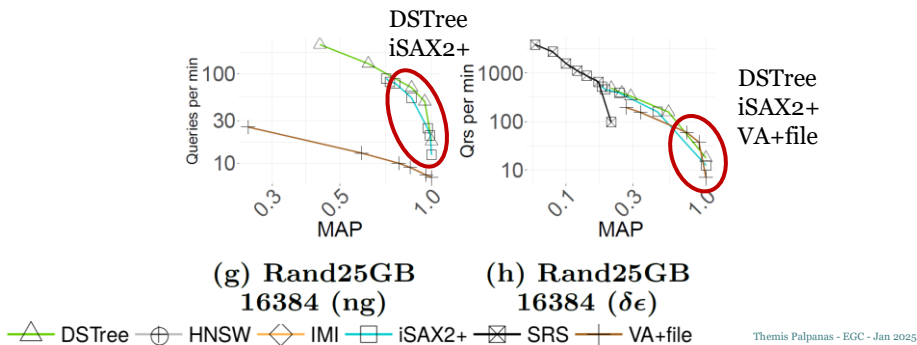 DSTree
iSAX2+
Queries per min
100
30
10
0.3
0.5
1.0
MAP
(g) Rand25GB
16384 (ng)
Qrs per min
1000
100
10
0.1
0.3
1.0
MAP
(h) Rand25GB
16384 (δϵ)
DSTree
iSAX2+
VA+file
DSTree HNSW IMI iSAX2+ SRS VA+file
Themis Palpanas - EGC - Jan 2025